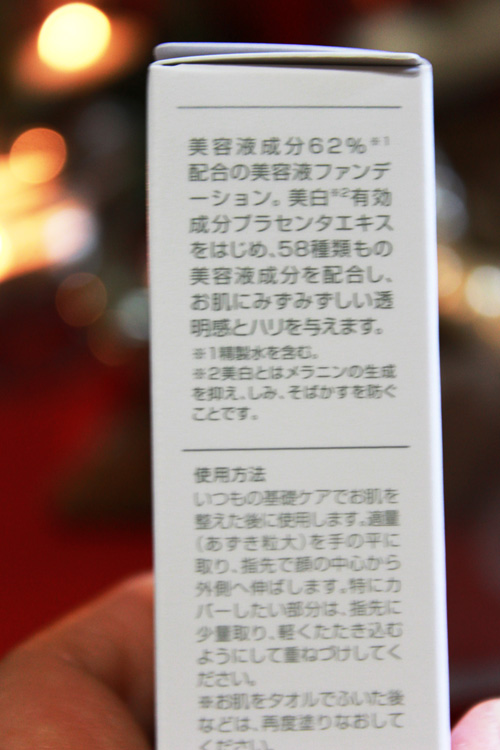 美容液成分62%※1
配合の美容液ファンデ
ーション。美白※2有効
成分プラセンタエキス
をはじめ、58種類もの
美容液成分を配合し、
お肌にみずみずしい透
明感とハリを与えます。
※1精製水を含む。
※2美白とはメラニンの生成
を抑え、しみ、そばかすを防ぐ
ことです。
使用方法
いつもの基礎ケアでお肌を
整えた後に使用します。適量
(あずき粒大)を手の平に
取り、指先で顔の中心から
外側へ伸ばします。特にカ
バーしたい部分は、指先に
少量取り、軽くたたき込む
ようにして重ねづけしてく
ださい。
※お肌をタオルでふいた後
などは、再度塗りなおして
ください。